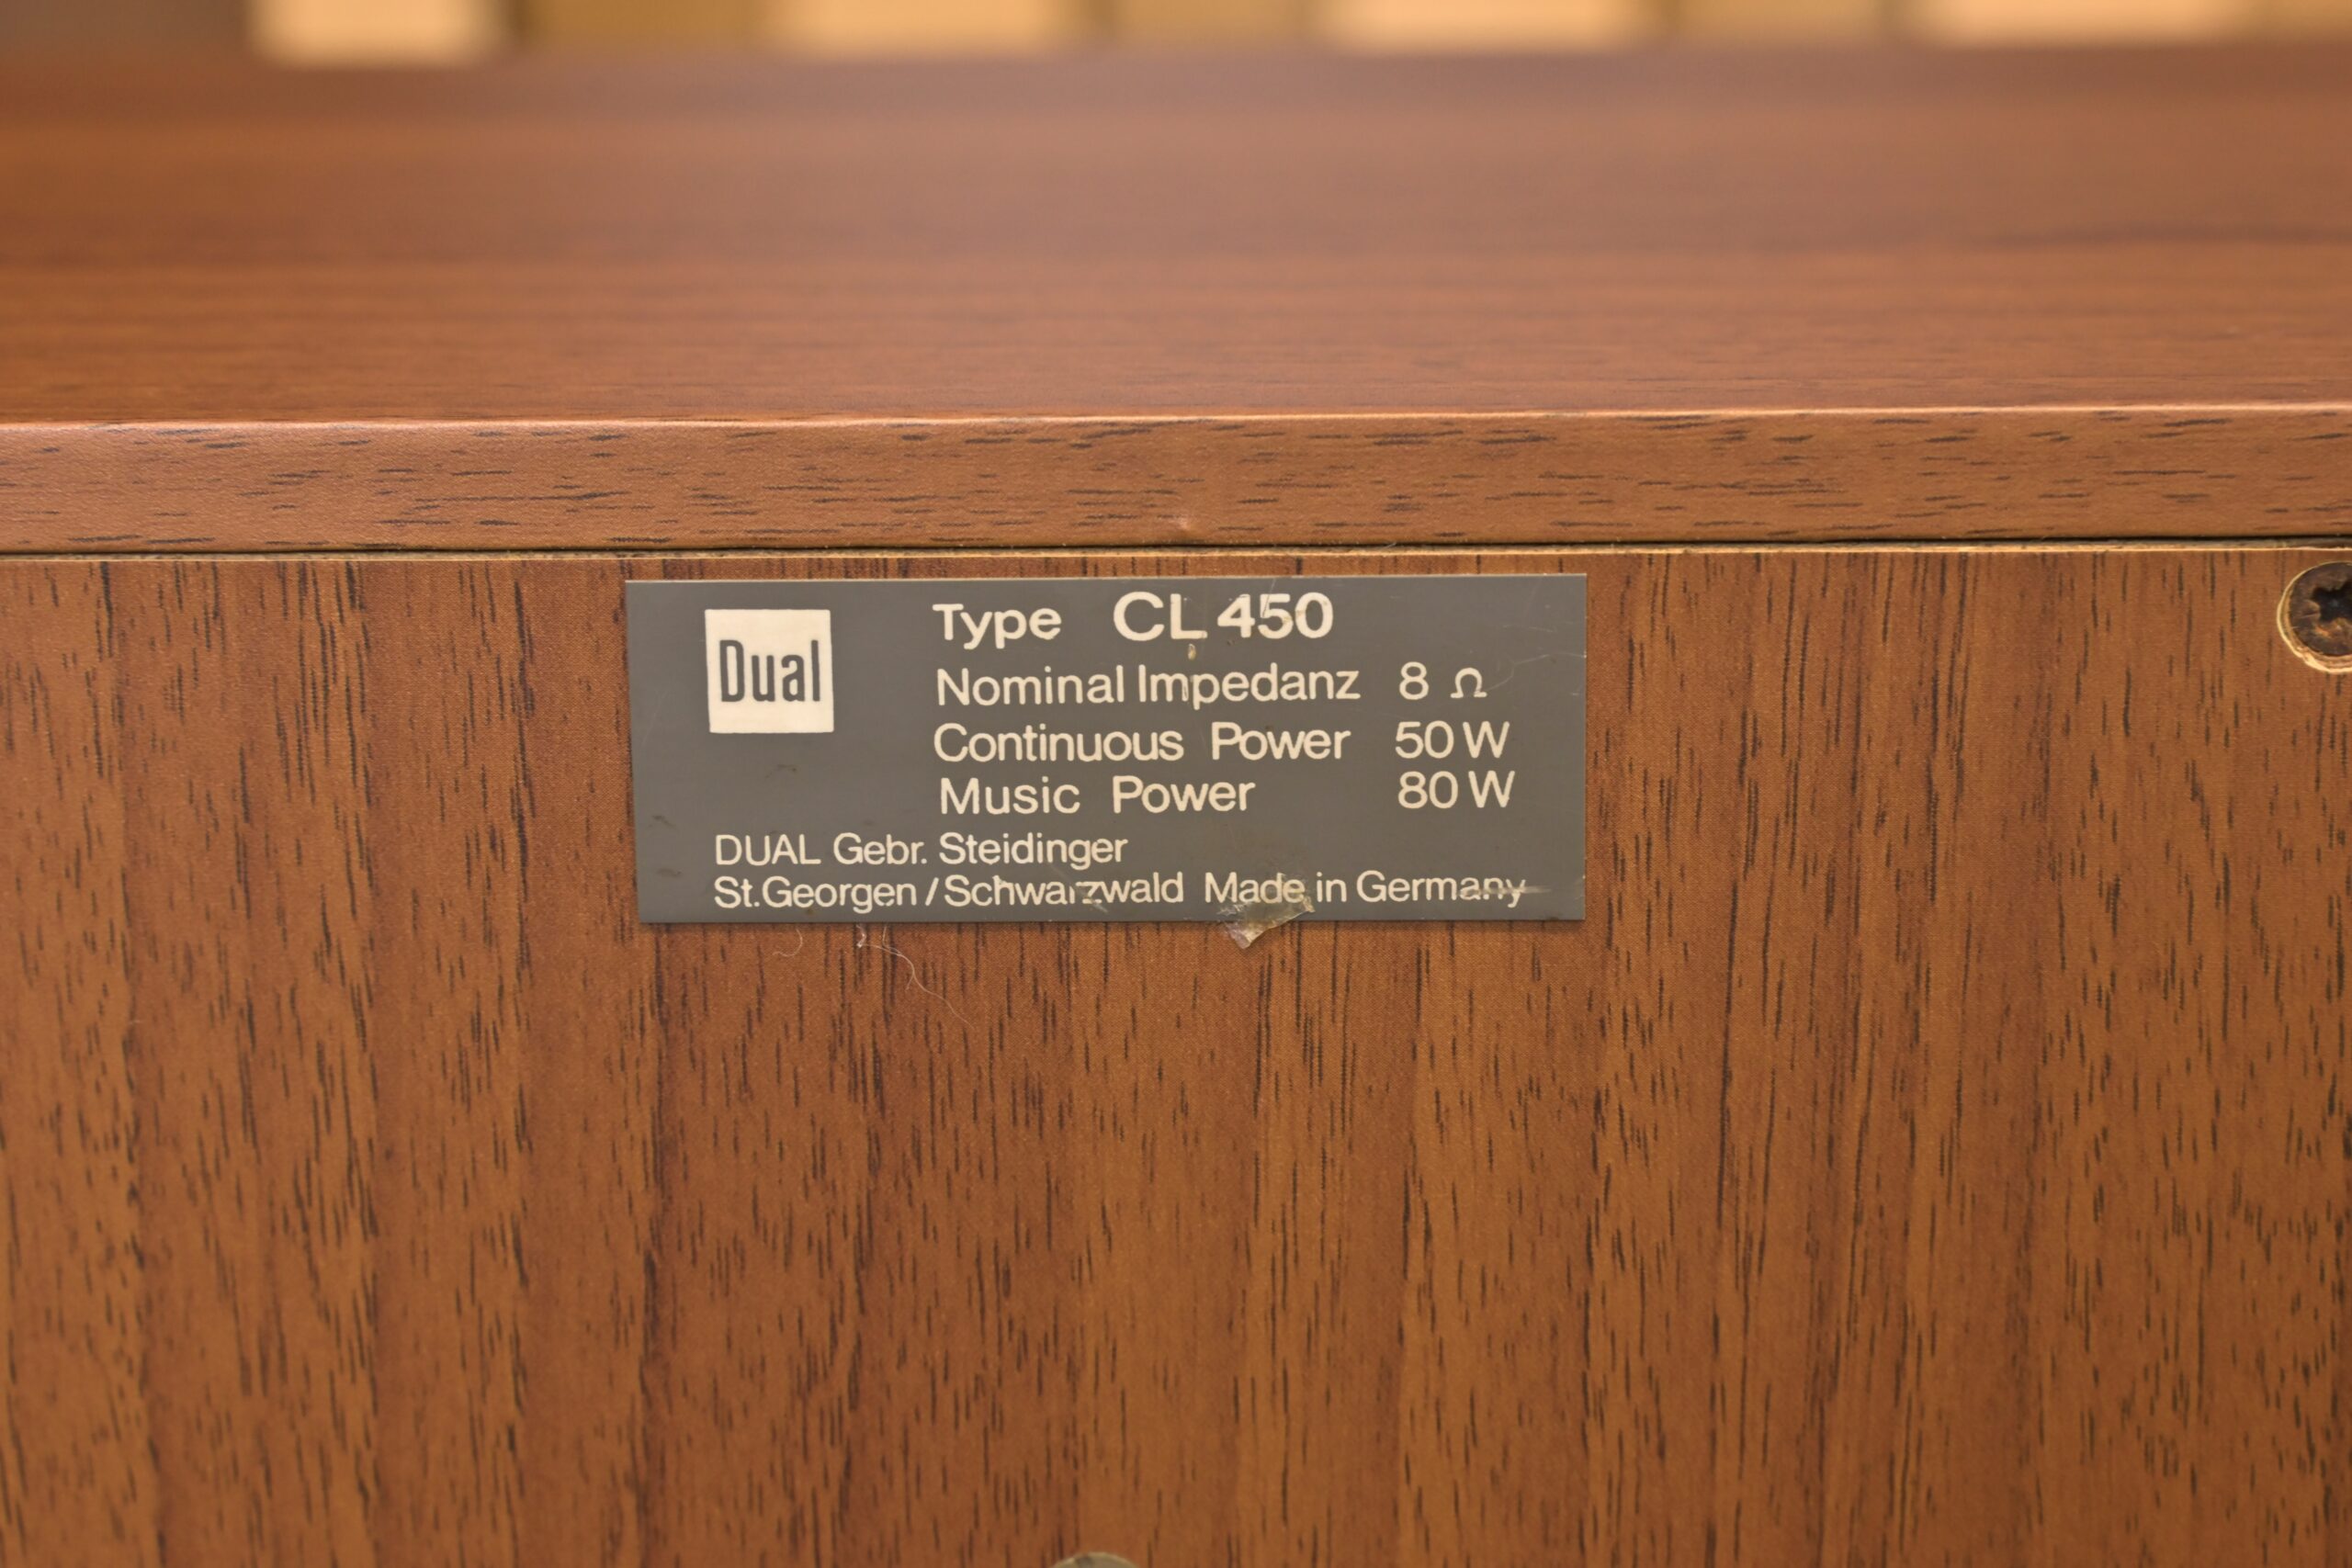 Dual
Type CL 450
Nominal Impedanz 8 Ω
Continuous Power 50 W
Music Power 80 W
DUAL Gebr. Steidinger
St.Georgen / Schwarzwald Made in Germany